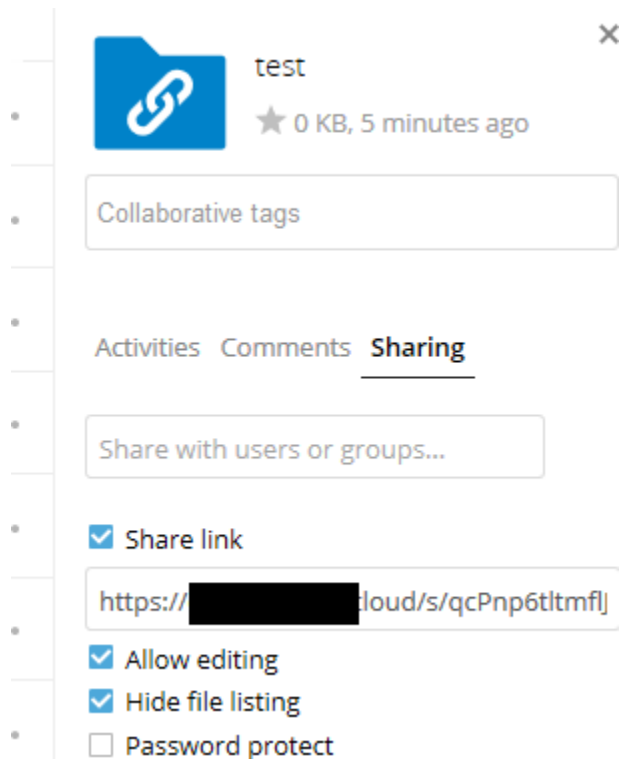 test
0 KB, 5 minutes ago
Collaborative tags
Activities Comments Sharing
Share with users or groups...
Share link
https:// cloud/s/qcPnp6tltmflJ
Allow editing
Hide file listing
Password protect